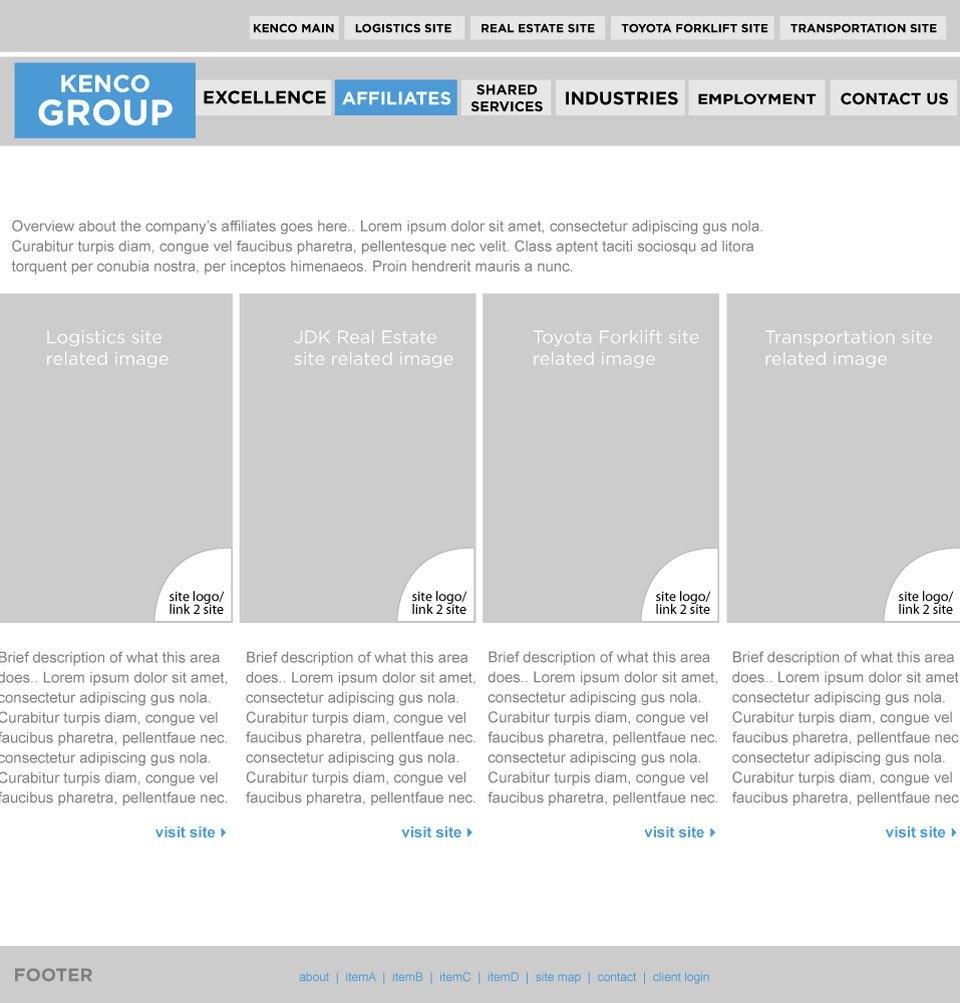 KENCO MAIN
LOGISTICS SITE
REAL ESTATE SITE
TOYOTA FORKLIFT SITE
TRANSPORTATION SITE
KENCO
GROUP
EXCELLENCE
AFFILIATES
SHARED
SERVICES
INDUSTRIES
EMPLOYMENT
CONTACT US
Overview about the company's affiliates goes here.. Lorem ipsum dolor sit amet, consectetur adipiscing gus nola.
Curabitur turpis diam, congue vel faucibus pharetra, pellentesque nec velit. Class aptent taciti sociosqu ad litora
torquent per conubia nostra, per inceptos himenaeos. Proin hendrerit mauris a nunc.
Logistics site
related image
site logo/
link 2 site
JDK Real Estate
site related image
site logo/
link 2 site
Toyota Forklift site
related image
site logo/
link 2 site
Transportation site
related image
site logo/
link 2 site
Brief description of what this area
does.. Lorem ipsum dolor sit amet,
consectetur adipiscing gus nola.
Curabitur turpis diam, congue vel
faucibus pharetra, pellentfaue nec.
consectetur adipiscing gus nola.
Curabitur turpis diam, congue vel
faucibus pharetra, pellentfaue nec.
visit site
Brief description of what this area
does.. Lorem ipsum dolor sit amet,
consectetur adipiscing gus nola.
Curabitur turpis diam, congue vel
faucibus pharetra, pellentfaue nec.
consectetur adipiscing gus nola.
Curabitur turpis diam, congue vel
faucibus pharetra, pellentfaue nec.
visit site
Brief description of what this area
does.. Lorem ipsum dolor sit amet,
consectetur adipiscing gus nola.
Curabitur turpis diam, congue vel
faucibus pharetra, pellentfaue nec.
consectetur adipiscing gus nola.
Curabitur turpis diam, congue vel
faucibus pharetra, pellentfaue nec.
visit site
Brief description of what this area
does.. Lorem ipsum dolor sit amet,
consectetur adipiscing gus nola.
Curabitur turpis diam, congue vel
faucibus pharetra, pellentfaue nec
consectetur adipiscing gus nola.
Curabitur turpis diam, congue vel
faucibus pharetra, pellentfaue nec
visit site
FOOTER
about | itemA | itemB | itemC | itemD | site map | contact | client login